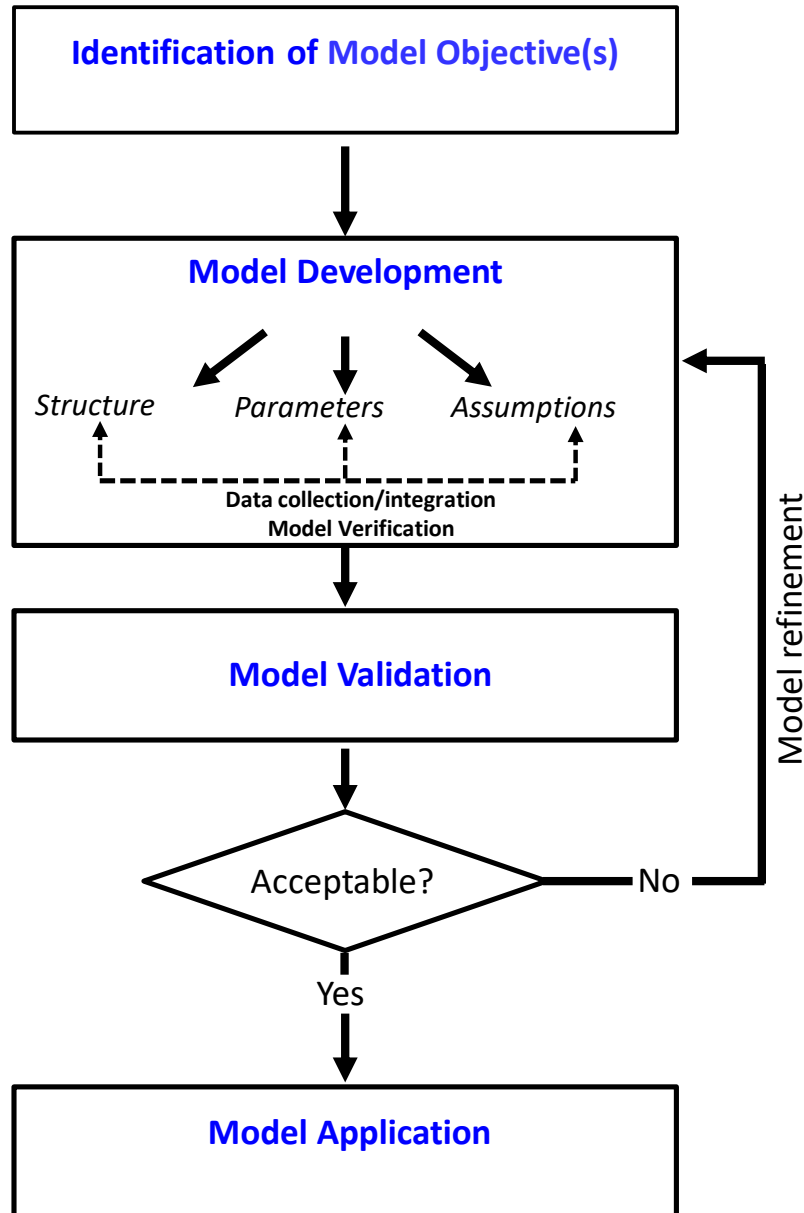 Identification of Model Objective(s)
Model Development
Structure
Parameters
Assumptions
Data collection/integration
Model Verification
Model Validation
Acceptable?
No
Model refinement
Yes
Model Application